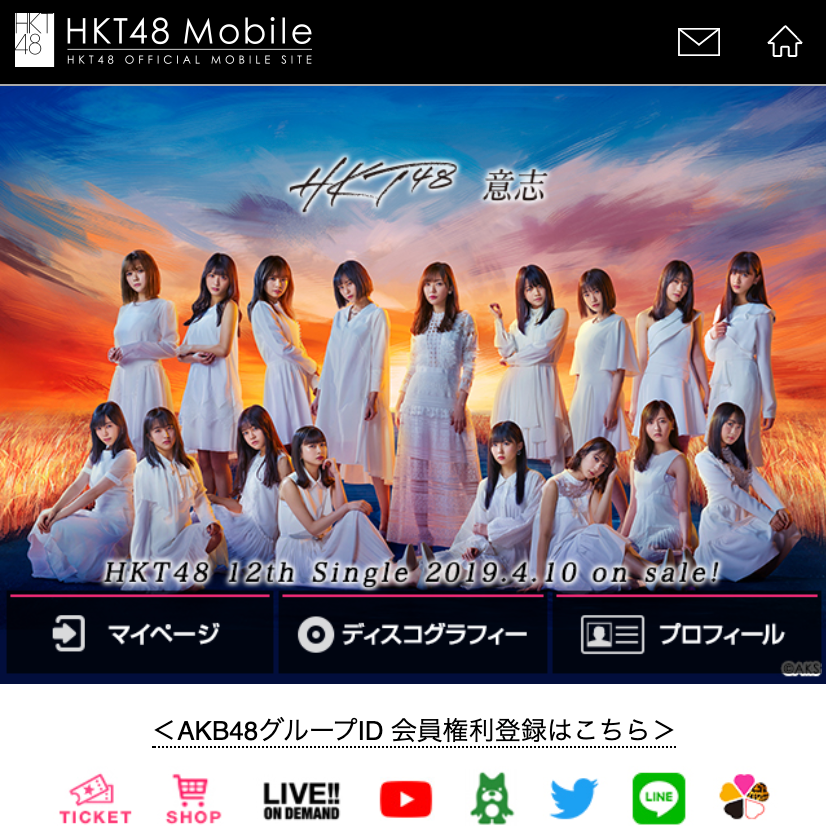 HKT
48
HKT48 Mobile
HKT48 OFFICIAL MOBILE SITE
HKT48 意志
HKT48 12th Single 2019.4.10 on sale!
マイページ
ディスコグラフィー
プロフィール
©AKS
＜AKB48グループID 会員権利登録はこちら＞
TICKET
SHOP
LIVE!!
ON DEMAND
LINE